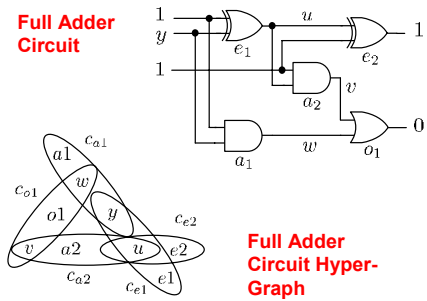 Full Adder
Circuit
1
y
1
e1
u
e2
1
a2
v
a1
w
o1
0
a1
ca1
w
co1
o1
y
ce2
v
a2
u
e2
ca2
ce1
e1
Full Adder
Circuit Hyper-
Graph